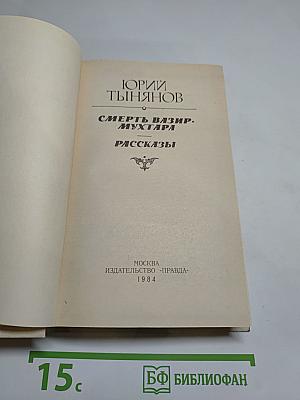 ЮРИЙ
ТЫНЯНОВ
СМЕРТЬ ВАЗИР-
МУХТАРА
РАССКАЗЫ
МОСКВА
ИЗДАТЕЛЬСТВО «ПРАВДА»
1984
15с
БФ БИБЛИОФАН